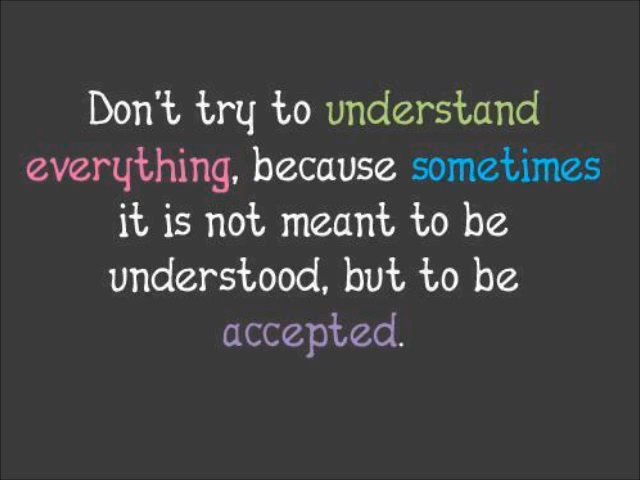 Don't try to understand
everything, because sometimes
it is not meant to be
understood, but to be
accepted.